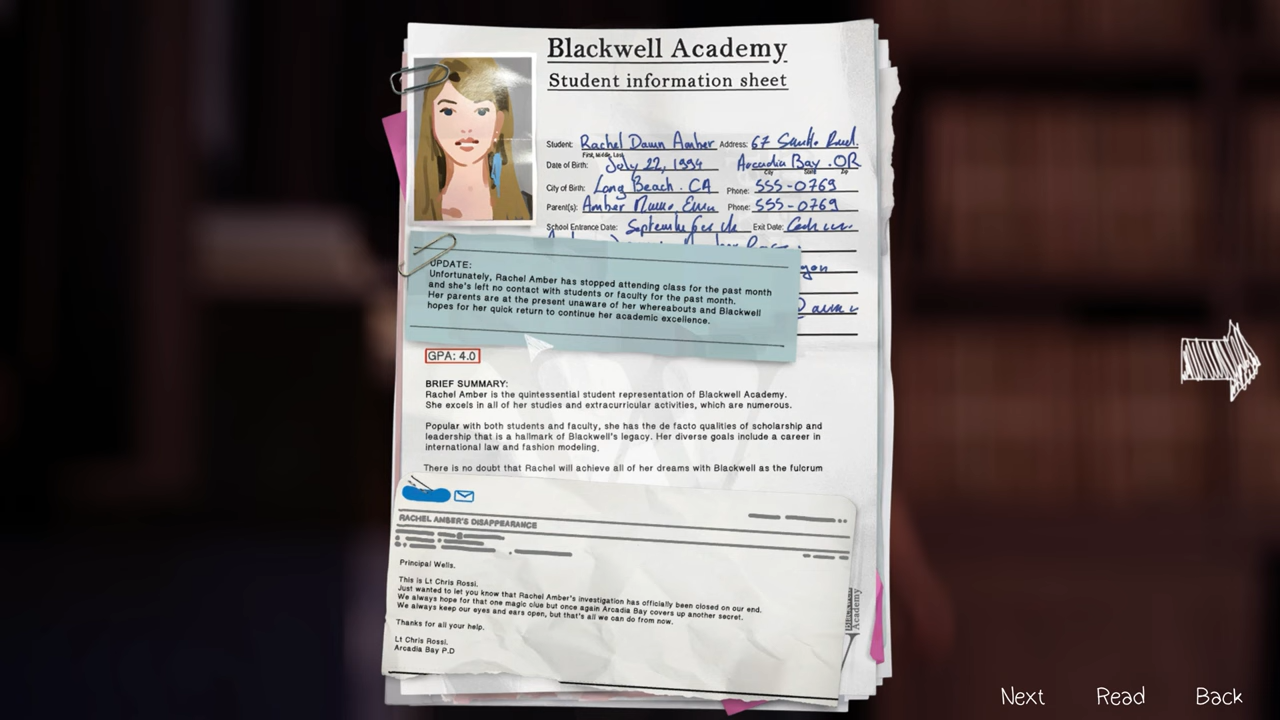 Blackwell Academy
Student information sheet
Student: Rachel Dawn Amber Address: 67
First, Middle, Last
Date of Birth: July 22, 1994 Arcadia Bay . OR
City State Zip
City of Birth: Long Beach . CA Phone: 555-0769
Parent(s): Amber Phone: 555-0769
School Entrance Date: Exit Date:
UPDATE:
Unfortunately, Rachel Amber has stopped attending class for the past month
and she's left no contact with students or faculty for the past month.
Her parents are at the present unaware of her whereabouts and Blackwell
hopes for her quick return to continue her academic excellence.
GPA: 4.0
BRIEF SUMMARY:
Rachel Amber is the quintessential student representation of Blackwell Academy.
She excels in all of her studies and extracurricular activities, which are numerous.
Popular with both students and faculty, she has the de facto qualities of scholarship and
leadership that is a hallmark of Blackwell's legacy. Her diverse goals include a career in
international law and fashion modeling.
There is no doubt that Rachel will achieve all of her dreams with Blackwell as the fulcrum
RACHEL AMBER'S DISAPPEARANCE
Principal Wells.
This is Lt Chris Rossi.
Just wanted to let you know that Rachel Amber's investigation has officially been closed on our end.
We always hope for that one magic clue but once again Arcadia Bay covers up another secret.
We always keep our eyes and ears open, but that's all we can do from now.
Thanks for all your help.
Lt Chris Rossi.
Arcadia Bay P.D
Blackwell
Academy
Next Read Back